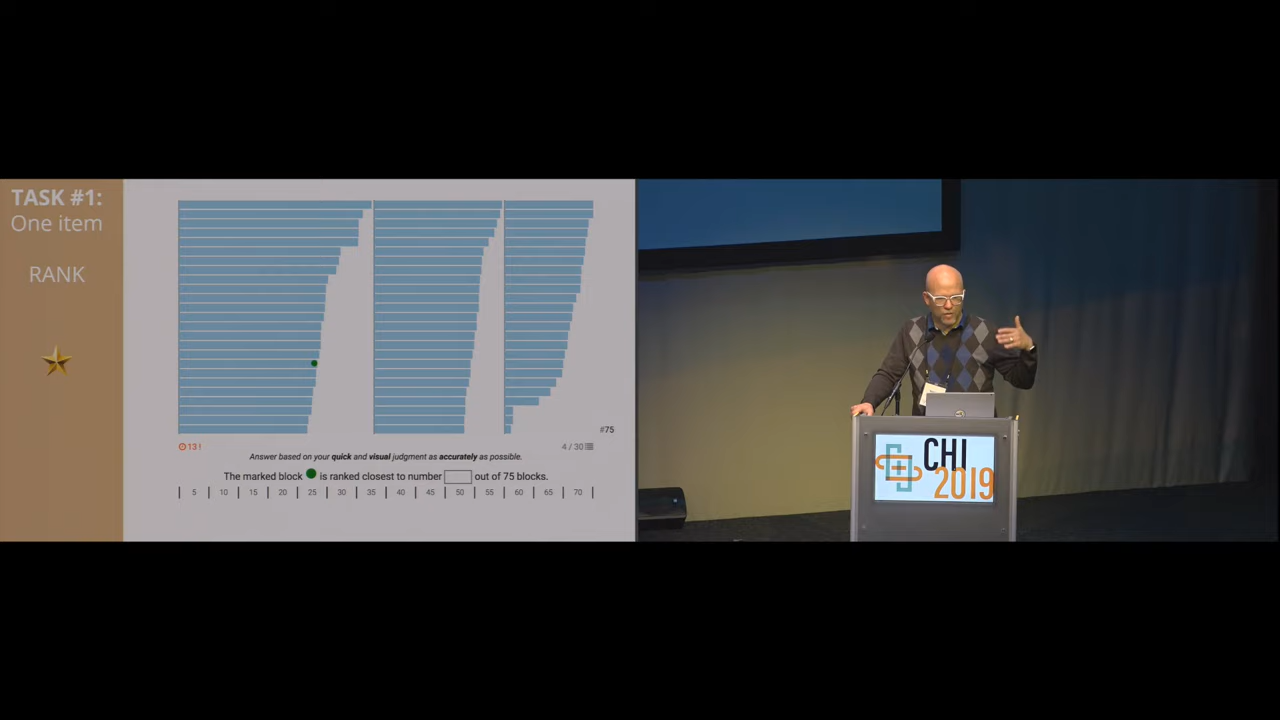 TASK #1:
One item
RANK
#75
13 !
4 / 30
Answer based on your quick and visual judgment as accurately as possible.
The marked block is ranked closest to number out of 75 blocks.
5 10 15 20 25 30 35 40 45 50 55 60 65 70
CHI
2019